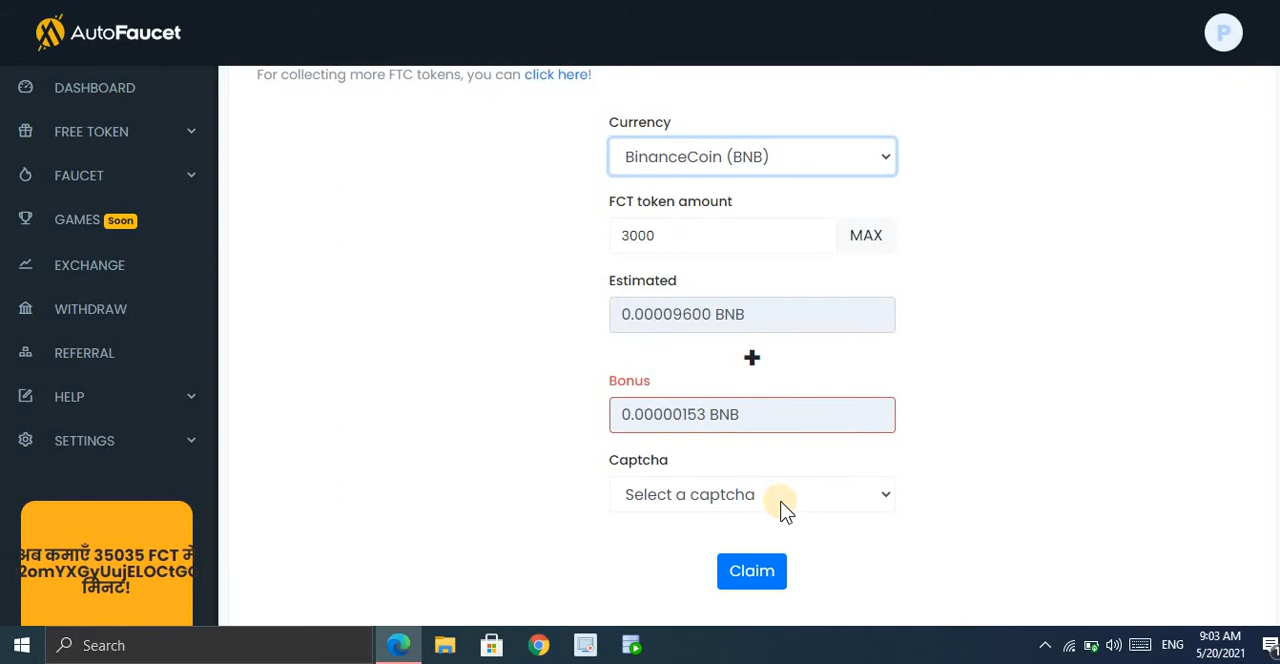 AutoFaucet
P
DASHBOARD
FREE TOKEN
FAUCET
GAMES Soon
EXCHANGE
WITHDRAW
REFERRAL
HELP
SETTINGS
अब कमाएँ 35035 FCT में
2omYXGyUujELOCtGC
मिनट!
For collecting more FTC tokens, you can click here!
Currency
BinanceCoin (BNB)
FCT token amount
3000 MAX
Estimated
0.00009600 BNB
+
Bonus
0.00000153 BNB
Captcha
Select a captcha
Claim
Search
ENG
9:03 AM
5/20/2021